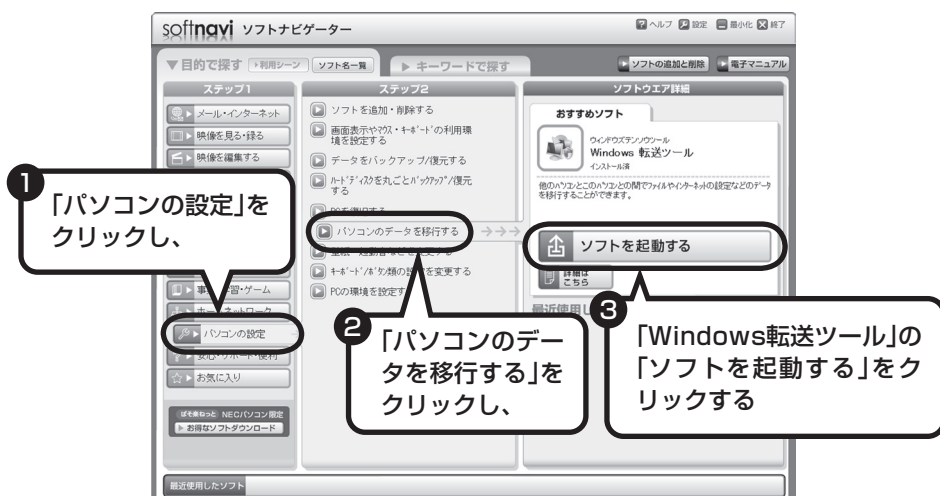 softnavi ソフトナビゲーター
ヘルプ 設定 最小化 終了
▼目的で探す 利用シーン ソフト名一覧 ▶キーワードで探す
ソフトの追加と削除 電子マニュアル
ステップ1
メール・インターネット
映像を見る・録る
映像を編集する
パソコンの設定
お気に入り
ぱそ楽ねっと NECパソコン限定
お得なソフトダウンロード
ステップ2
ソフトを追加・削除する
画面表示やマウス・キーボードの利用環
境を設定する
データをバックアップ/復元する
ハードディスクを丸ごとバックアップ/復元
する
パソコンのデータを移行する →→→
キーボード/ボタン類の設定を変更する
PCの環境を設定す
ソフトウエア詳細
おすすめソフト
ウィンドウズテンソウツール
Windows 転送ツール
インストール済
他のパソコンとこのパソコンとの間でファイルやインターネットの設定などのデータ
を移行することができます。
ソフトを起動する
詳細は
こちら
最近使用し
最近使用したソフト
1
「パソコンの設定」を
クリックし、
2
「パソコンのデー
タを移行する」を
クリックし、
3
「Windows転送ツール」の
「ソフトを起動する」をク
リックする